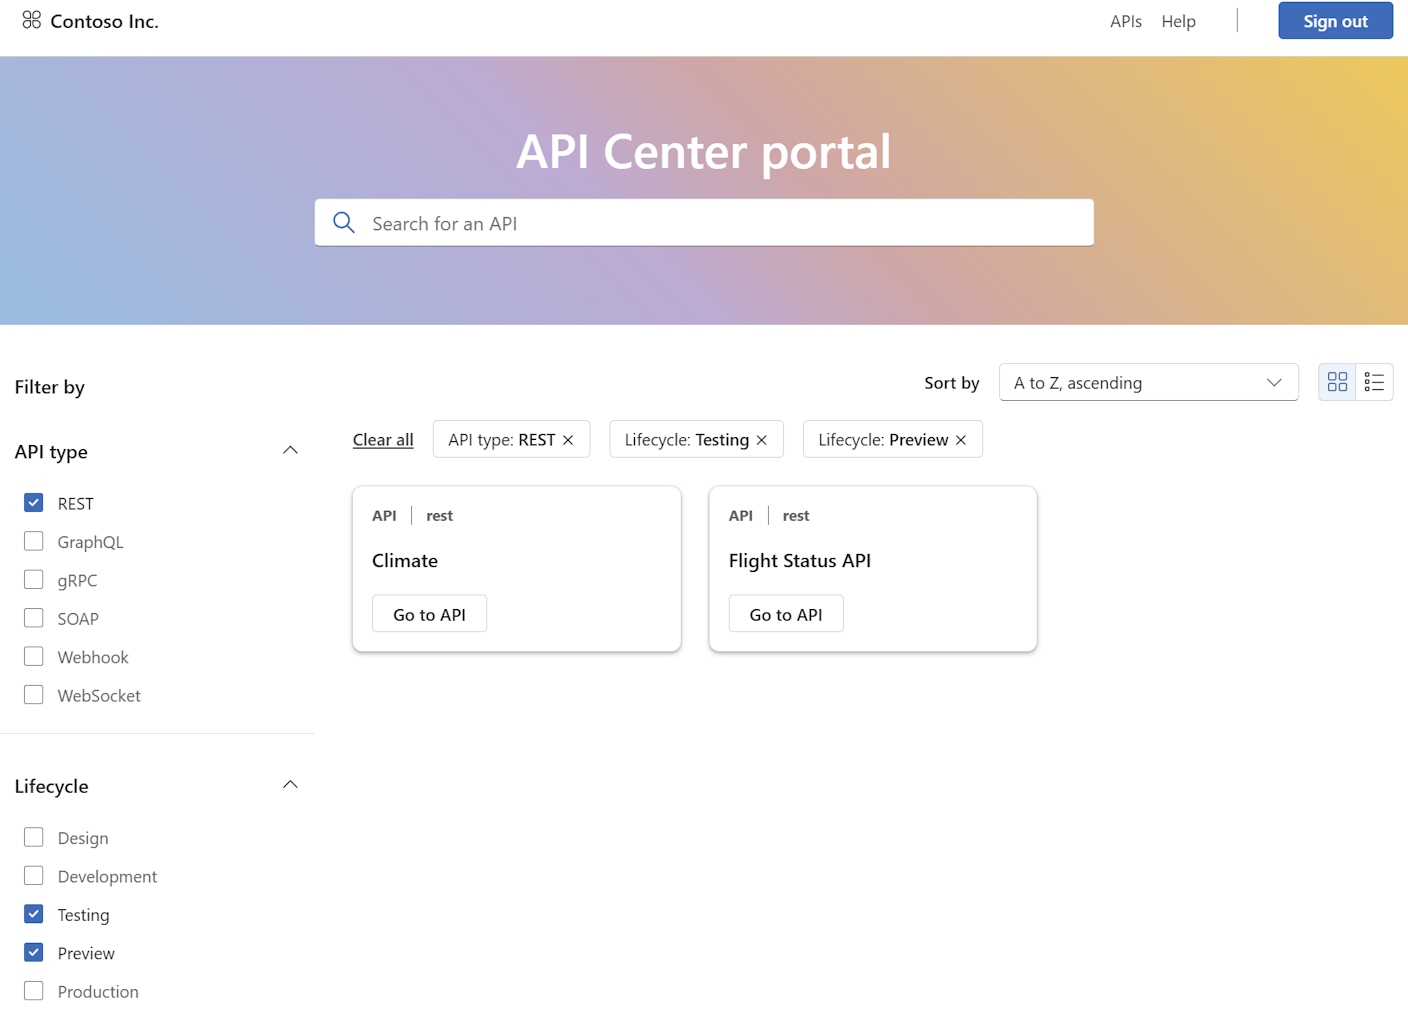 Contoso Inc.
APIs Help
Sign out
API Center portal
Search for an API
Filter by
Sort by
A to Z, ascending
Clear all
API type: REST
Lifecycle: Testing
Lifecycle: Preview
API type
REST
GraphQL
gRPC
SOAP
Webhook
WebSocket
API | rest
Climate
Go to API
API | rest
Flight Status API
Go to API
Lifecycle
Design
Development
Testing
Preview
Production